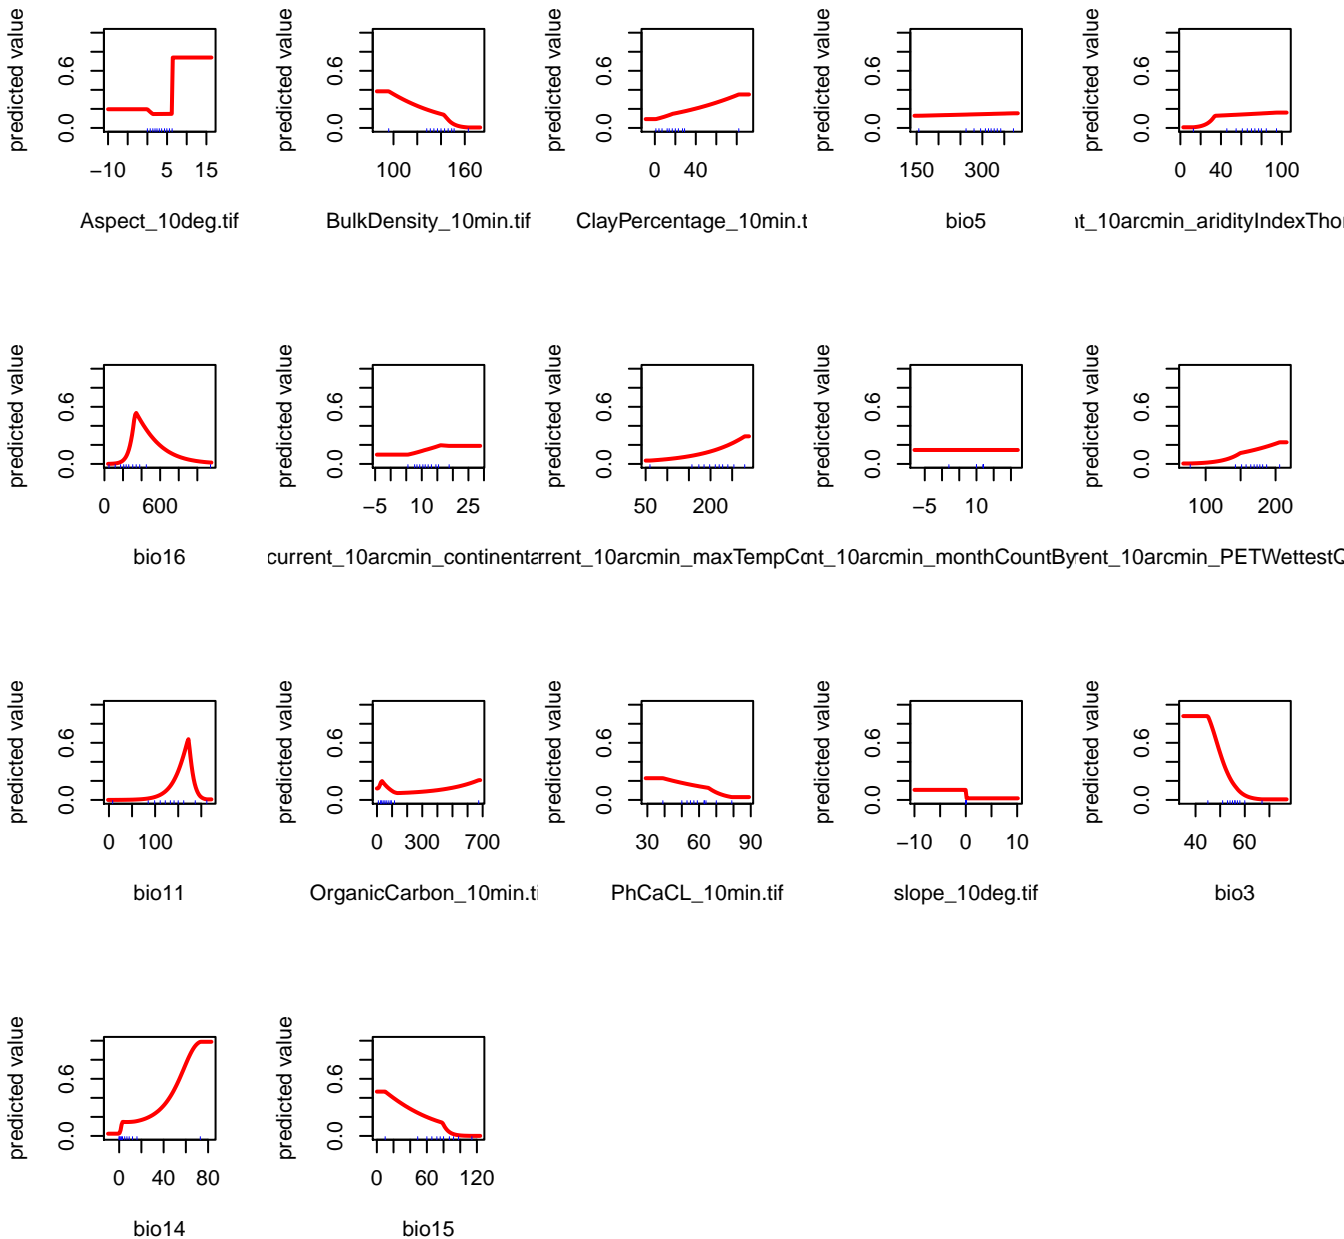 predicted value
0.0 0.6
−10 5 15
Aspect_10deg.tif
predicted value
0.0 0.6
100 160
BulkDensity_10min.tif
predicted value
0.0 0.6
0 40
ClayPercentage_10min.t
predicted value
0.0 0.6
150 300
bio5
predicted value
0.0 0.6
0 40 100
nt_10arcmin_aridityIndexThor
predicted value
0.0 0.6
0 600
bio16
predicted value
0.0 0.6
−5 10 25
current_10arcmin_continenta
predicted value
0.0 0.6
50 200
rrent_10arcmin_maxTempCo
predicted value
0.0 0.6
−5 10
nt_10arcmin_monthCountBy
predicted value
0.0 0.6
100 200
rent_10arcmin_PETWettestQ
predicted value
0.0 0.6
0 100
bio11
predicted value
0.0 0.6
0 300 700
OrganicCarbon_10min.ti
predicted value
0.0 0.6
30 60 90
PhCaCL_10min.tif
predicted value
0.0 0.6
−10 0 10
slope_10deg.tif
predicted value
0.0 0.6
40 60
bio3
predicted value
0.0 0.6
0 40 80
bio14
predicted value
0.0 0.6
0 60 120
bio15